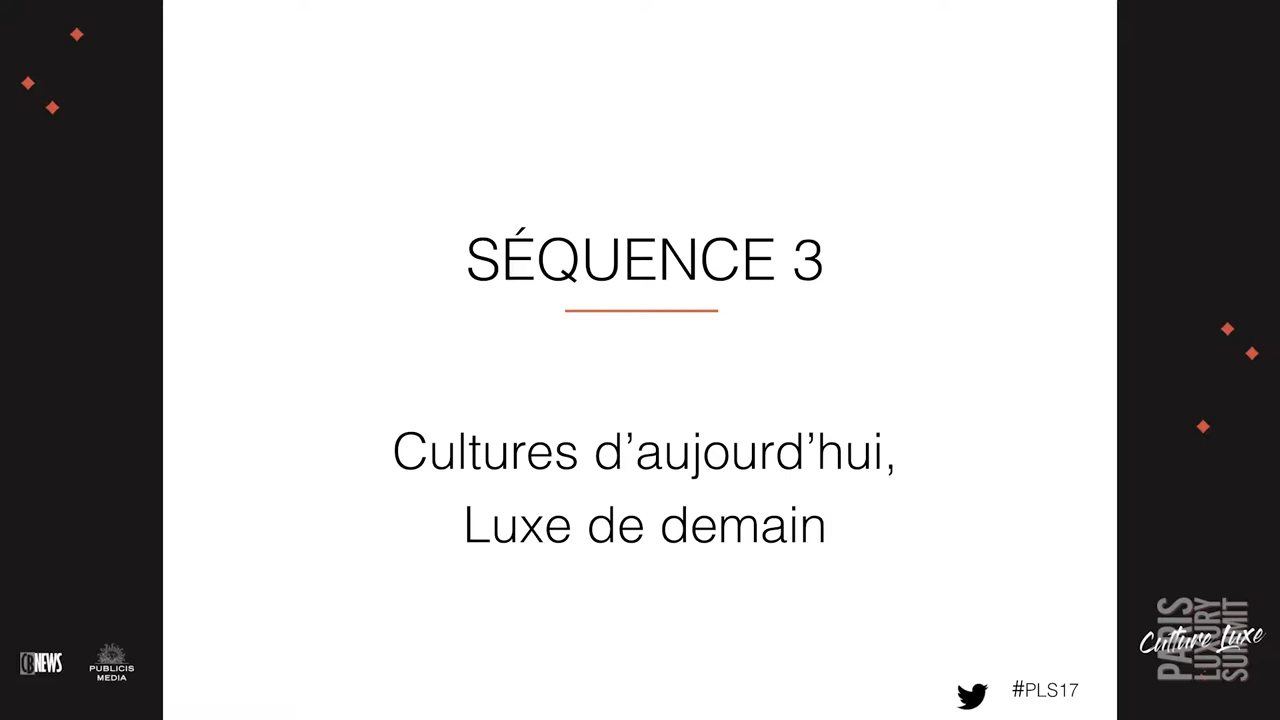 SÉQUENCE 3
Cultures d’aujourd’hui,
Luxe de demain
CBNEWS
PUBLICIS
MEDIA
#PLS17
PARIS
LUXURY
SUMMIT
Culture Luxe